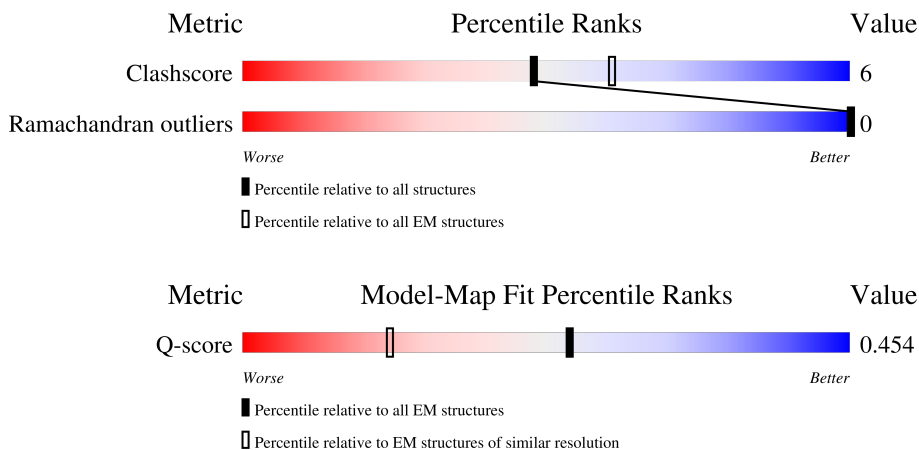 Metric Percentile Ranks Value
Clashscore 6
Ramachandran outliers 0
Worse Better
Percentile relative to all structures
Percentile relative to all EM structures
Metric Model-Map Fit Percentile Ranks Value
Q-score 0.454
Worse Better
Percentile relative to all EM structures
Percentile relative to EM structures of similar resolution